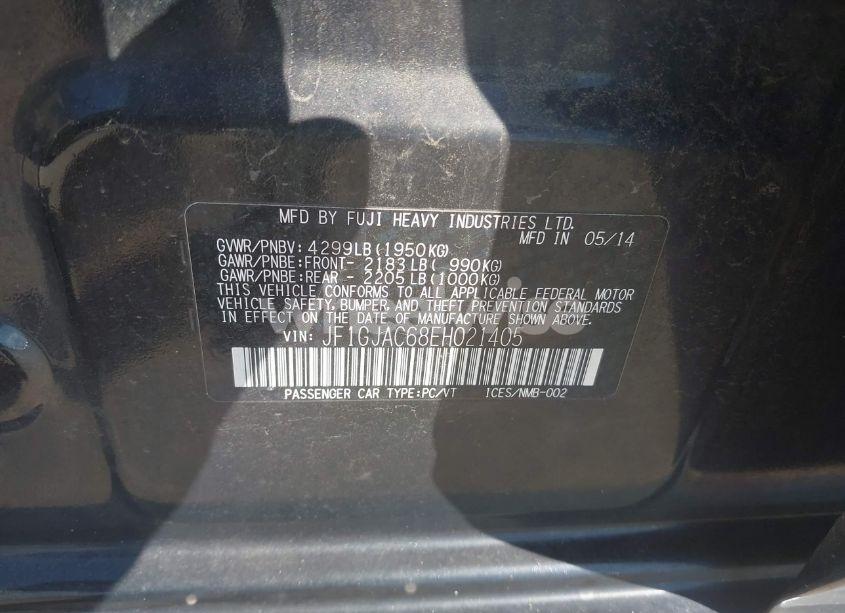 MFD BY FUJI HEAVY INDUSTRIES LTD.
MFD IN 05/14
GVWR/PNBV: 4299LB(1950KG)
GAWR/PNBE:FRONT- 2183LB( 990KG)
GAWR/PNBE:REAR - 2205LB(1000KG)
THIS VEHICLE CONFORMS TO ALL APPLICABLE FEDERAL MOTOR
VEHICLE SAFETY, BUMPER, AND THEFT PREVENTION STANDARDS
IN EFFECT ON THE DATE OF MANUFACTURE SHOWN ABOVE.
VIN: JF1GJAC68EH021405
PASSENGER CAR TYPE:PC/VT ICES/NMB-002